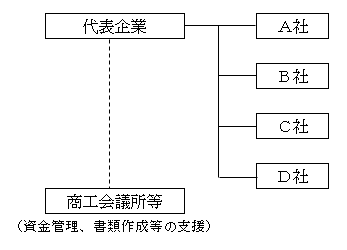 代表企業
Ａ社
Ｂ社
Ｃ社
Ｄ社
商工会議所等
（資金管理、書類作成等の支援）